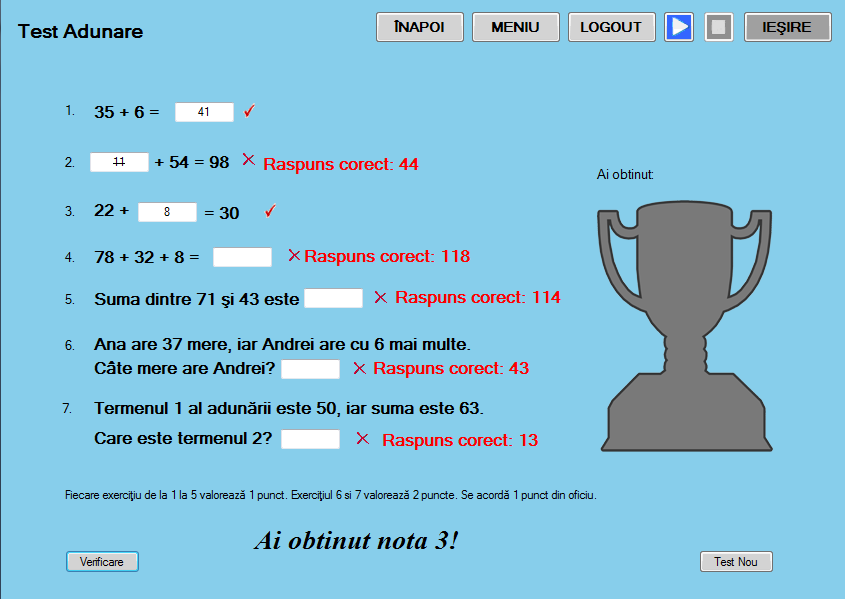 Test Adunare
ÎNAPOI MENIU LOGOUT IEŞIRE
1. 35 + 6 = 41
2. 11 + 54 = 98 Raspuns corect: 44
3. 22 + 8 = 30
Ai obtinut:
4. 78 + 32 + 8 = Raspuns corect: 118
5. Suma dintre 71 şi 43 este Raspuns corect: 114
6. Ana are 37 mere, iar Andrei are cu 6 mai multe.
Câte mere are Andrei? Raspuns corect: 43
7. Termenul 1 al adunării este 50, iar suma este 63.
Care este termenul 2? Raspuns corect: 13
Fiecare exerciţiu de la 1 la 5 valorează 1 punct. Exerciţiul 6 si 7 valorează 2 puncte. Se acordă 1 punct din oficiu.
Ai obtinut nota 3!
Verificare Test Nou